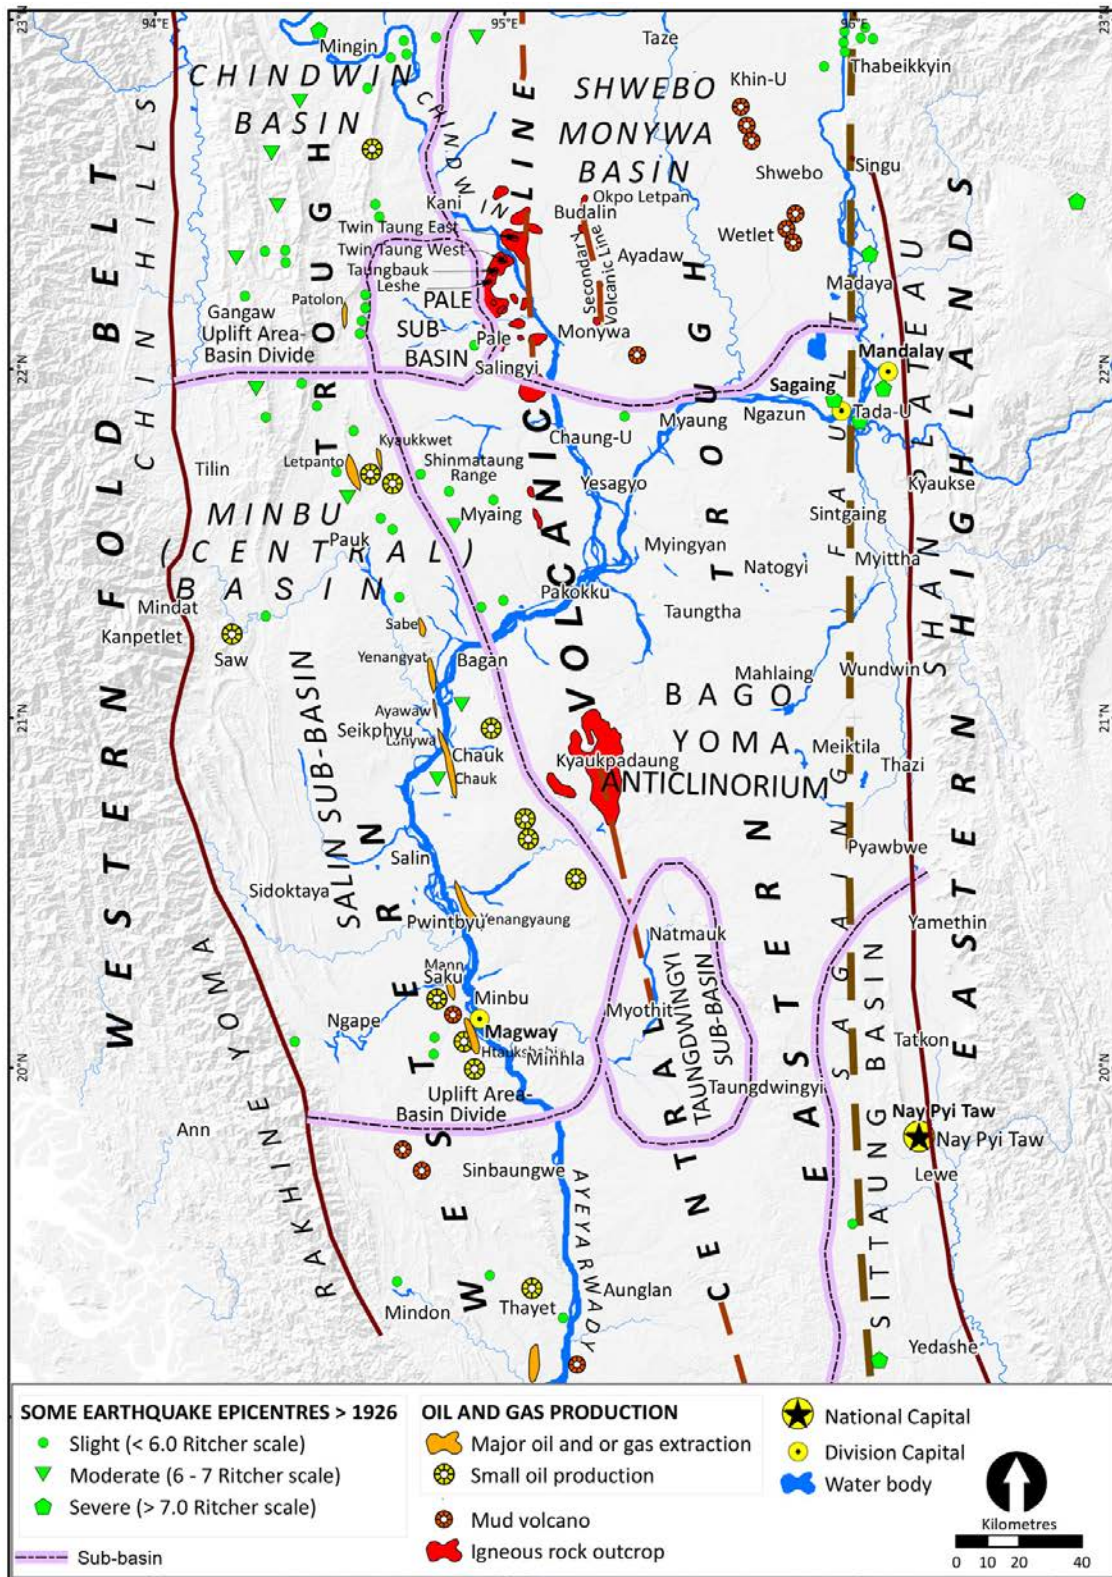 23°N
94°E
95°E
96°E
23°N
Mingin
Taze
Thabeikkyin
CHINDWIN
BASIN
Khin-U
SHWEBO
MONYWA
BASIN
CHINDWIN
Shwebo
Singu
Kani
Okpo Letpan
Budalin
Twin Taung East
Twin Taung West
Taungbauk
Leshe
Wetlet
Ayadaw
Secondary
Volcanic Line
Madaya
Patolon
Gangaw
Uplift Area-
Basin Divide
PALE
SUB-
BASIN
Pale
Monywa
Salingyi
22°N
Mandalay
22°N
Sagaing
Tada-U
Ngazun
Myaung
Chaung-U
Kyaukkwet
Letpanto
Shinmataung
Range
Tilin
Yesagyo
Kyaukse
Myaing
Sintgaing
MINBU
(CENTRAL)
BASIN
Pauk
Myingyan
Myittha
Natogyi
Pakokku
Taungtha
Mindat
Kanpetlet
Saw
Sabe
Yenangyat
Bagan
Mahlaing
Wundwin
BAGO
YOMA
ANTICLINORIUM
21°N
21°N
Ayawaw
Seikphyu
Lanywa
Chauk
Chauk
Kyaukpadaung
Meiktila
Thazi
SALIN SUB-BASIN
Salin
Pyawbwe
Sidoktaya
Pwintbyu
Yenangyaung
Yamethin
Natmauk
Mann
Saku
Minbu
Magway
Myothit
Ngape
Minhla
TAUNGDWINGYI
SUB-BASIN
Tatkon
20°N
20°N
Taungdwingyi
Uplift Area-
Basin Divide
Ann
Nay Pyi Taw
Nay Pyi Taw
Sinbaungwe
Lewe
AYEYARWADY
Aunglan
Mindon
Thayet
Yedashe
WESTERN FOLD BELT
CHIN HILLS
RAKHINE YOMA
WESTERN TROUGH
CENTRAL VOLCANIC LINE
EASTERN TROUGH
SAGAING FAULT
SITTAUNG BASIN
SHAN PLATEAU
EASTERN HIGHLANDS
SOME EARTHQUAKE EPICENTRES > 1926
Slight (< 6.0 Ritcher scale)
Moderate (6 - 7 Ritcher scale)
Severe (> 7.0 Ritcher scale)
Sub-basin
OIL AND GAS PRODUCTION
Major oil and or gas extraction
Small oil production
Mud volcano
Igneous rock outcrop
National Capital
Division Capital
Water body
Kilometres
0 10 20 40